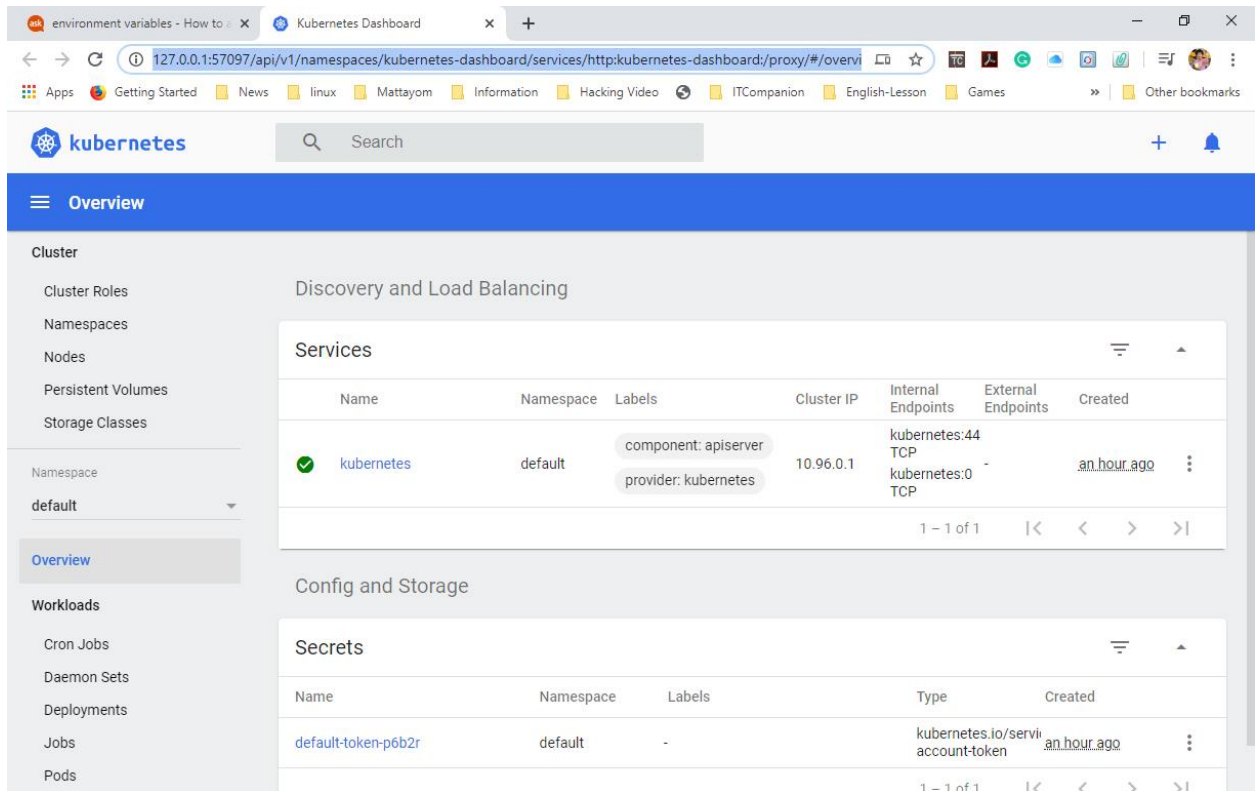 environment variables - How to a
Kubernetes Dashboard
127.0.0.1:57097/api/v1/namespaces/kubernetes-dashboard/services/http:kubernetes-dashboard:/proxy/#/overvi
Apps Getting Started News linux Mattayom Information Hacking Video ITCompanion English-Lesson Games » Other bookmarks
kubernetes
Search
Overview
Cluster
Cluster Roles
Namespaces
Nodes
Persistent Volumes
Storage Classes
Namespace
default
Overview
Workloads
Cron Jobs
Daemon Sets
Deployments
Jobs
Pods
Discovery and Load Balancing
Services
Name Namespace Labels Cluster IP Internal Endpoints External Endpoints Created
kubernetes default component: apiserver provider: kubernetes 10.96.0.1 kubernetes:44 TCP kubernetes:0 TCP - an hour ago
1 – 1 of 1
Config and Storage
Secrets
Name Namespace Labels Type Created
default-token-p6b2r default - kubernetes.io/servi account-token an hour ago
1 – 1 of 1